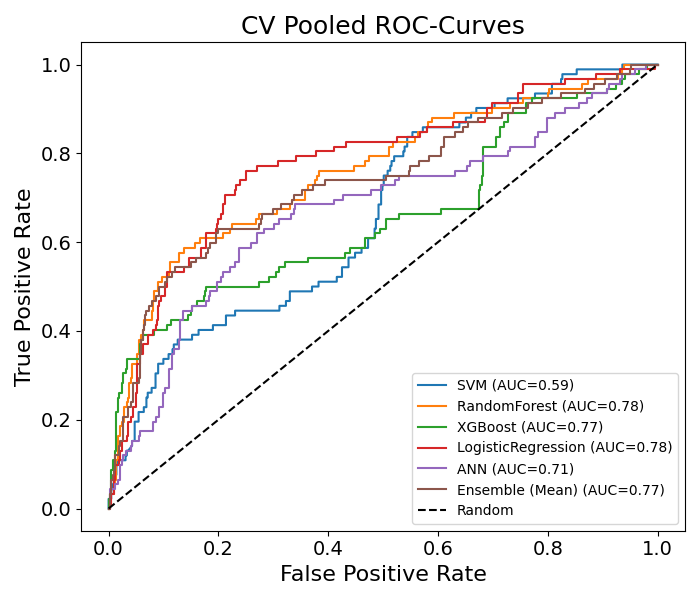 CV Pooled ROC-Curves
True Positive Rate
1.0
0.8
0.6
0.4
0.2
0.0
SVM (AUC=0.59)
RandomForest (AUC=0.78)
XGBoost (AUC=0.77)
LogisticRegression (AUC=0.78)
ANN (AUC=0.71)
Ensemble (Mean) (AUC=0.77)
Random
0.0 0.2 0.4 0.6 0.8 1.0
False Positive Rate